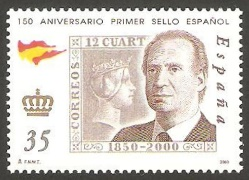 150 ANIVERSARIO PRIMER SELLO ESPAÑOL
12 CUART
CORREOS
1850-2000
España
35
F.N.M.T.
2000